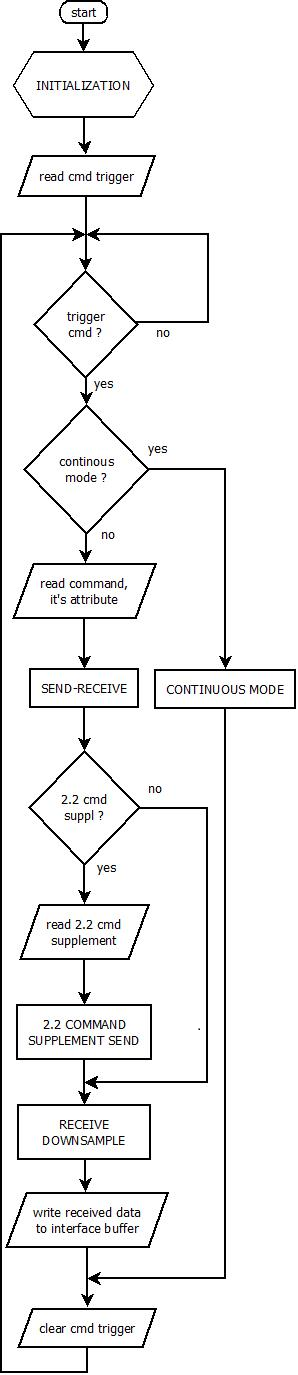 start
INITIALIZATION
read cmd trigger
trigger
cmd ?
no
yes
continous
mode ?
yes
no
read command,
it's attribute
SEND-RECEIVE
CONTINUOUS MODE
2.2 cmd
suppl ?
no
yes
read 2.2 cmd
supplement
2.2 COMMAND
SUPPLEMENT SEND
RECEIVE
DOWNSAMPLE
write received data
to interface buffer
clear cmd trigger